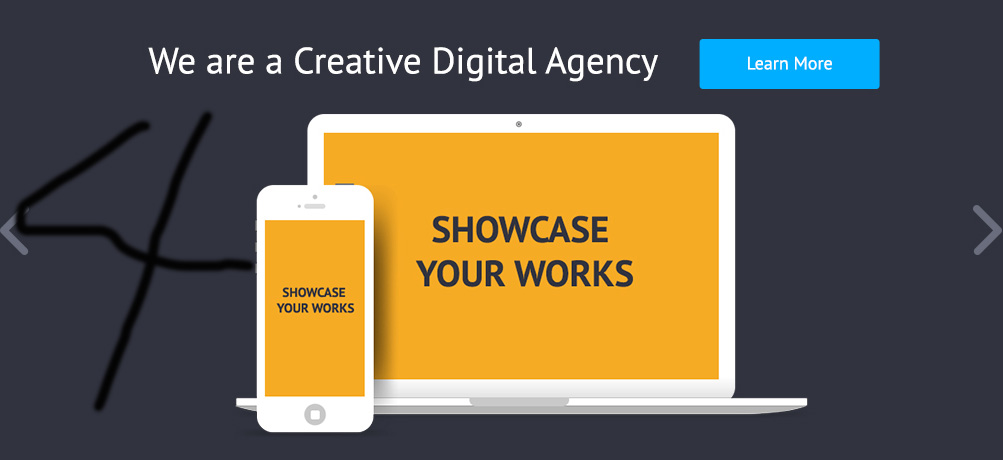 We are a Creative Digital Agency
Learn More
4
SHOWCASE
YOUR WORKS
SHOWCASE
YOUR WORKS